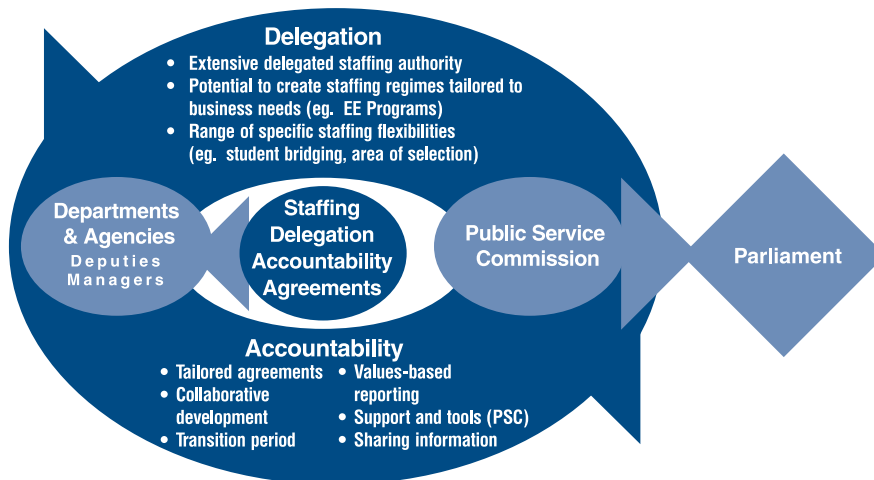 Delegation
• Extensive delegated staffing authority
• Potential to create staffing regimes tailored to
business needs (eg. EE Programs)
• Range of specific staffing flexibilities
(eg. student bridging, area of selection)
Departments
& Agencies
Deputies
Managers
Staffing
Delegation
Accountability
Agreements
Public Service
Commission
Parliament
Accountability
• Tailored agreements
• Collaborative
development
• Transition period
• Values-based
reporting
• Support and tools (PSC)
• Sharing information